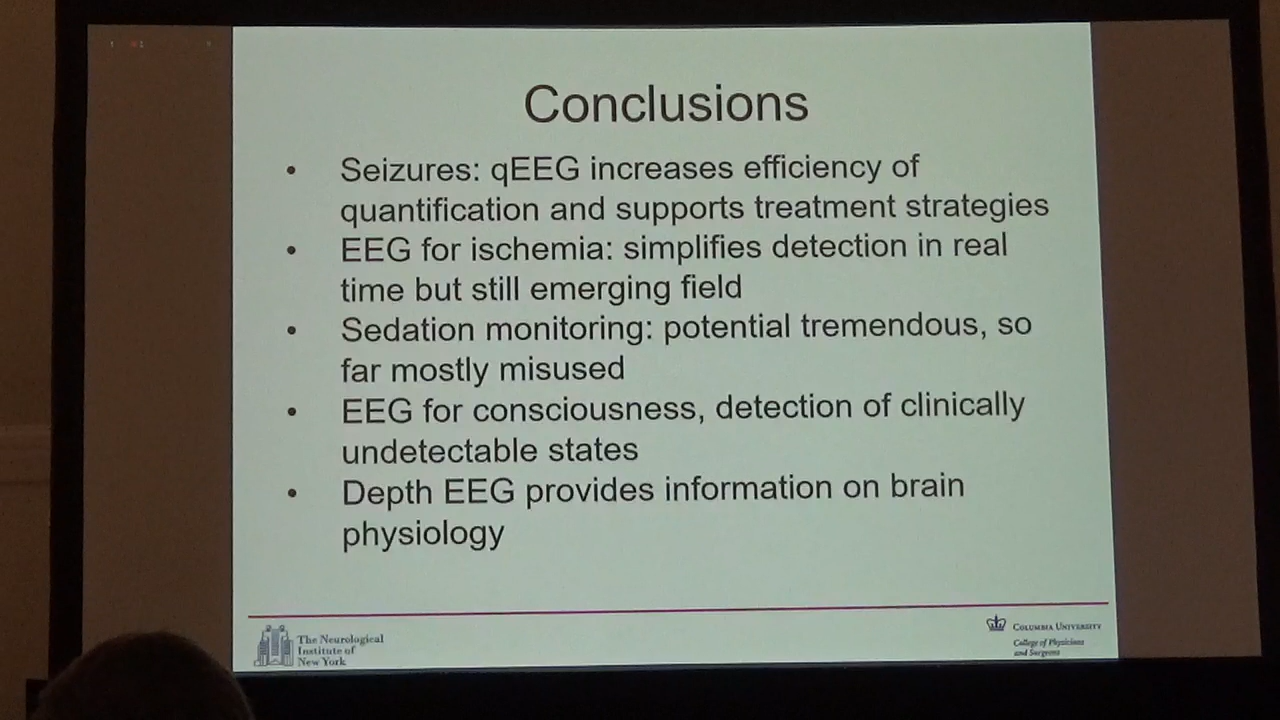 Conclusions
• Seizures: qEEG increases efficiency of
quantification and supports treatment strategies
• EEG for ischemia: simplifies detection in real
time but still emerging field
• Sedation monitoring: potential tremendous, so
far mostly misused
• EEG for consciousness, detection of clinically
undetectable states
• Depth EEG provides information on brain
physiology
The Neurological
Institute of
New York
COLUMBIA UNIVERSITY
College of Physicians
and Surgeons